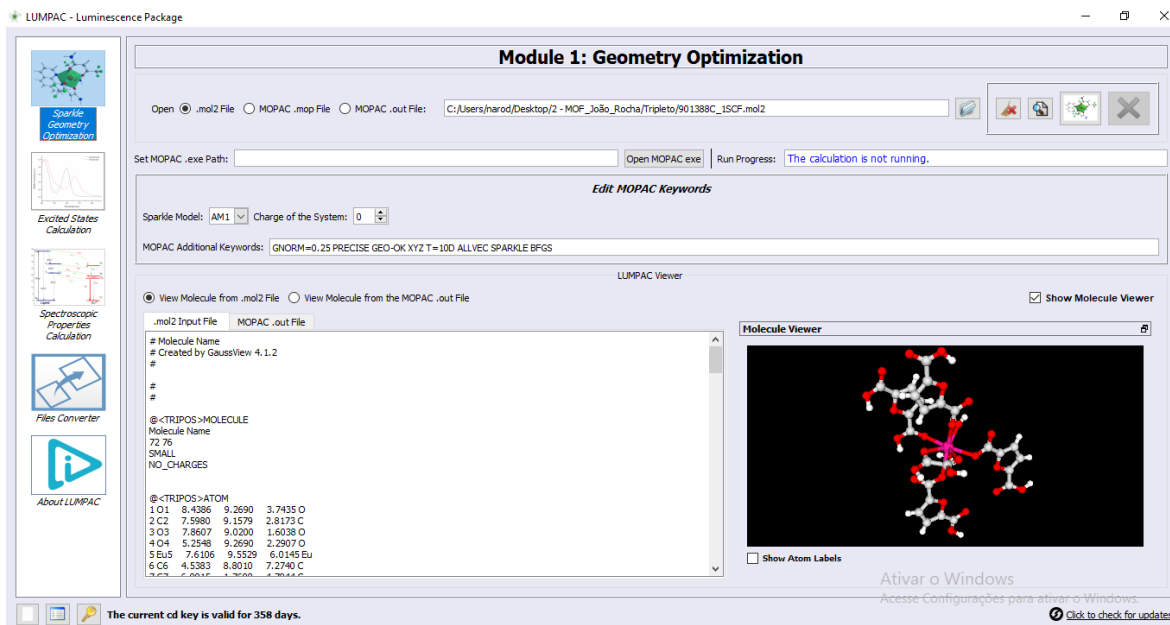 LUMPAC - Luminescence Package
Module 1: Geometry Optimization
Sparkle
Geometry
Optimization
Excited States
Calculation
Spectroscopic
Properties
Calculation
Files Converter
About LUMPAC
Open .mol2 File MOPAC .mop File MOPAC .out File: C:/Users/narod/Desktop/2 - MOF_João_Rocha/Tripleto/901388C_1SCF.mol2
Set MOPAC .exe Path: Open MOPAC exe Run Progress: The calculation is not running.
Edit MOPAC Keywords
Sparkle Model: AM1 Charge of the System: 0
MOPAC Additional Keywords: GNORM=0.25 PRECISE GEO-OK XYZ T=10D ALLVEC SPARKLE BFGS
LUMPAC Viewer
View Molecule from .mol2 File View Molecule from the MOPAC .out File Show Molecule Viewer
.mol2 Input File MOPAC .out File
Molecule Viewer
# Molecule Name
# Created by GaussView 4.1.2
#
#
#
@<TRIPOS>MOLECULE
Molecule Name
72 76
SMALL
NO_CHARGES
@<TRIPOS>ATOM
1 O1 8.4386 9.2690 3.7435 O
2 C2 7.5980 9.1579 2.8173 C
3 O3 7.8607 9.0200 1.6038 O
4 O4 5.2548 9.2690 2.2907 O
5 Eu5 7.6106 9.5529 6.0145 Eu
6 C6 4.5383 8.8010 7.2740 C
Show Atom Labels
Ativar o Windows
Acesse Configurações para ativar o Windows.
The current cd key is valid for 358 days.
Click to check for updates